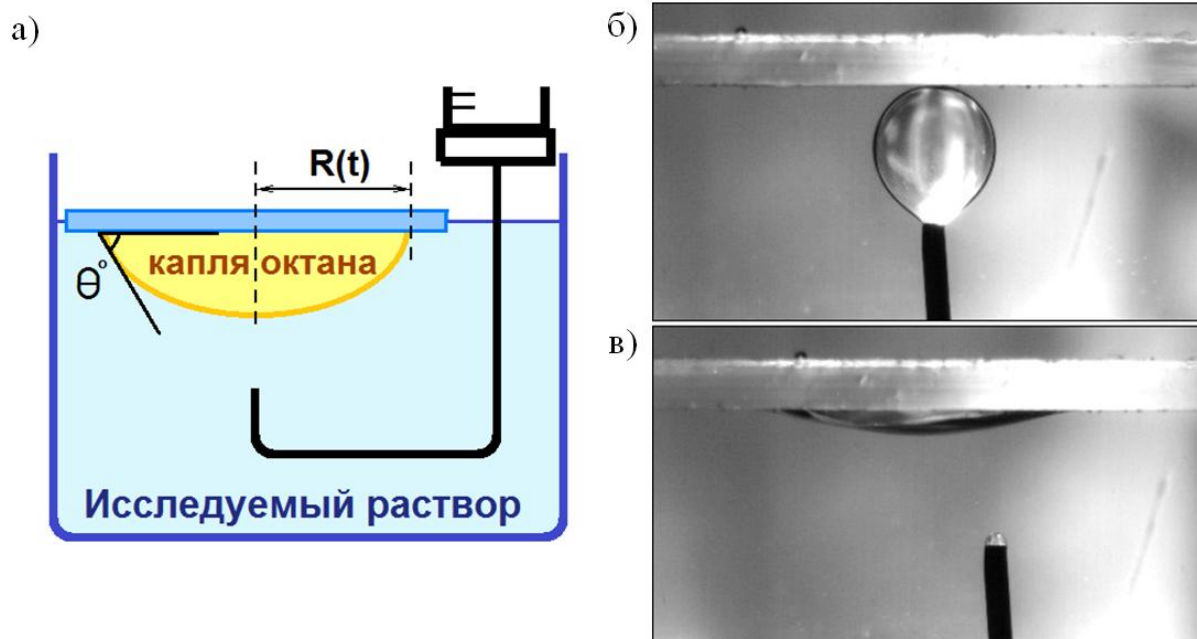 а)
R(t)
капля октана
θ°
Исследуемый раствор
б)
в)